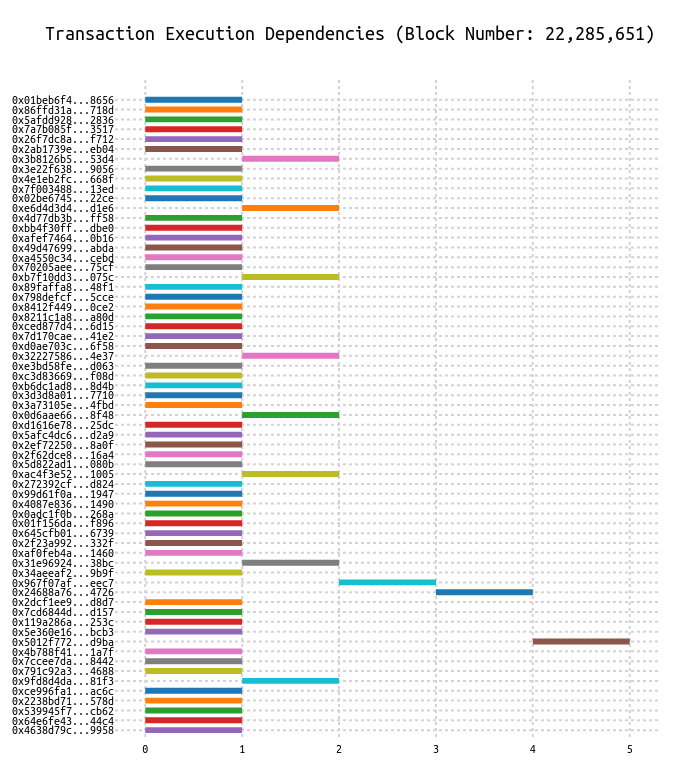 Transaction Execution Dependencies (Block Number: 22,285,651)
0x01beb6f4...8656
0x86ffd31a...718d
0x5afdd928...2836
0x7a7b085f...3517
0x26f7dc8a...f712
0x2ab1739e...eb04
0x3b8126b5...53d4
0x3e22f638...9056
0x4e1eb2fc...668f
0x7f003488...13ed
0x02be6745...22ce
0xe6d4d3d4...d1e6
0x4d77db3b...ff58
0xbb4f30ff...dbe0
0xafef7464...0b16
0x49d47699...abda
0xa4550c34...cebd
0x70205aee...75cf
0xb7f10dd3...075c
0x89faffa8...48f1
0x798defcf...5cce
0x8412f449...0ce2
0x8211c1a8...a80d
0xced877d4...6d15
0x7d170cae...41e2
0xd0ae703c...6f58
0x32227586...4e37
0xe3bd58fe...d063
0xc3d83669...f08d
0xb6dc1ad8...8d4b
0x3d3d8a01...7710
0x3a73105e...4fbd
0x0d6aae66...8f48
0xd1616e78...25dc
0x5afc4dc6...d2a9
0x2ef72250...8a0f
0x2f62dce8...16a4
0x5d822ad1...080b
0xac4f3e52...1005
0x272392cf...d824
0x99d61f0a...1947
0x4087e836...1490
0x0adc1f0b...268a
0x01f156da...f896
0x645cfb01...6739
0x2f23a992...332f
0xaf0feb4a...1460
0x31e96924...38bc
0x34aeeaf2...9b9f
0x967f07af...eec7
0x24688a76...4726
0x2dcf1ee9...d8d7
0x7cd6844d...d157
0x119a286a...253c
0x5e360e16...bcb3
0x5012f772...d9ba
0x4b788f41...1a7f
0x7ccee7da...8442
0x791c92a3...4688
0x9fd8d4da...81f3
0xce996fa1...ac6c
0x2238bd71...578d
0x539945f7...cb62
0x64e6fe43...44c4
0x4638d79c...9958
0 1 2 3 4 5